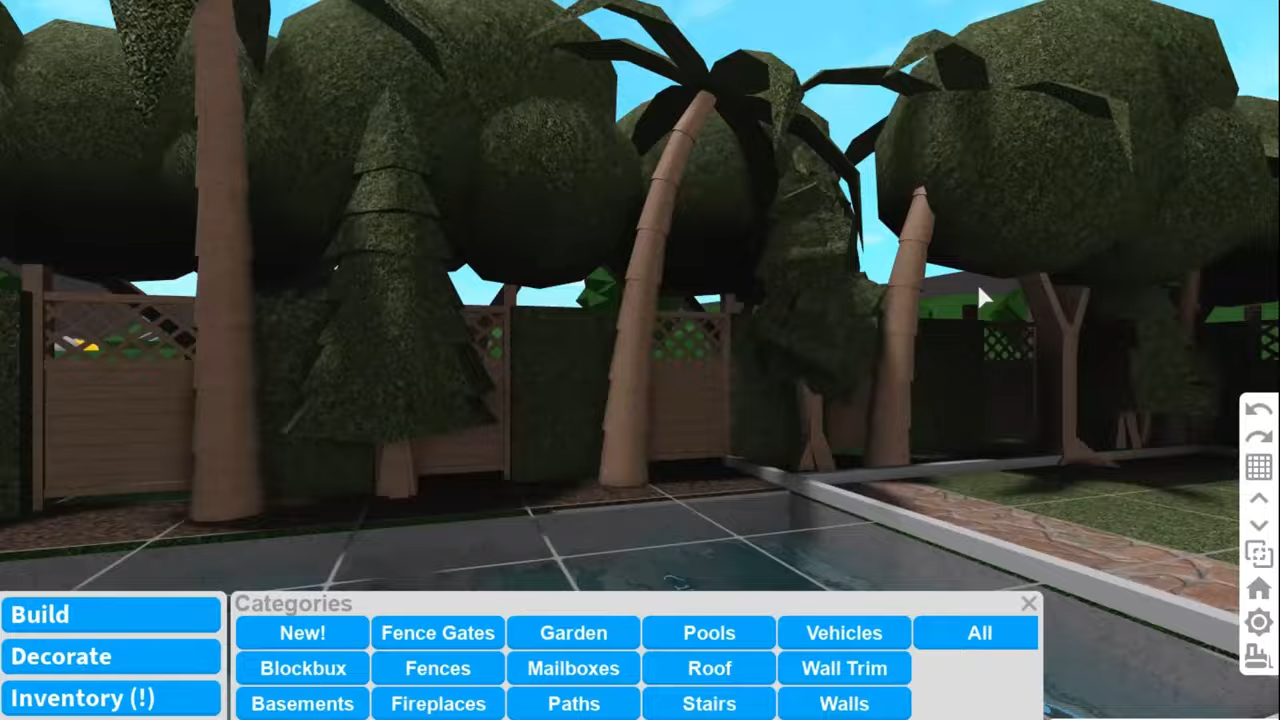 Build
Decorate
Inventory (!)
Categories
New! Fence Gates Garden Pools Vehicles All
Blockbux Fences Mailboxes Roof Wall Trim
Basements Fireplaces Paths Stairs Walls